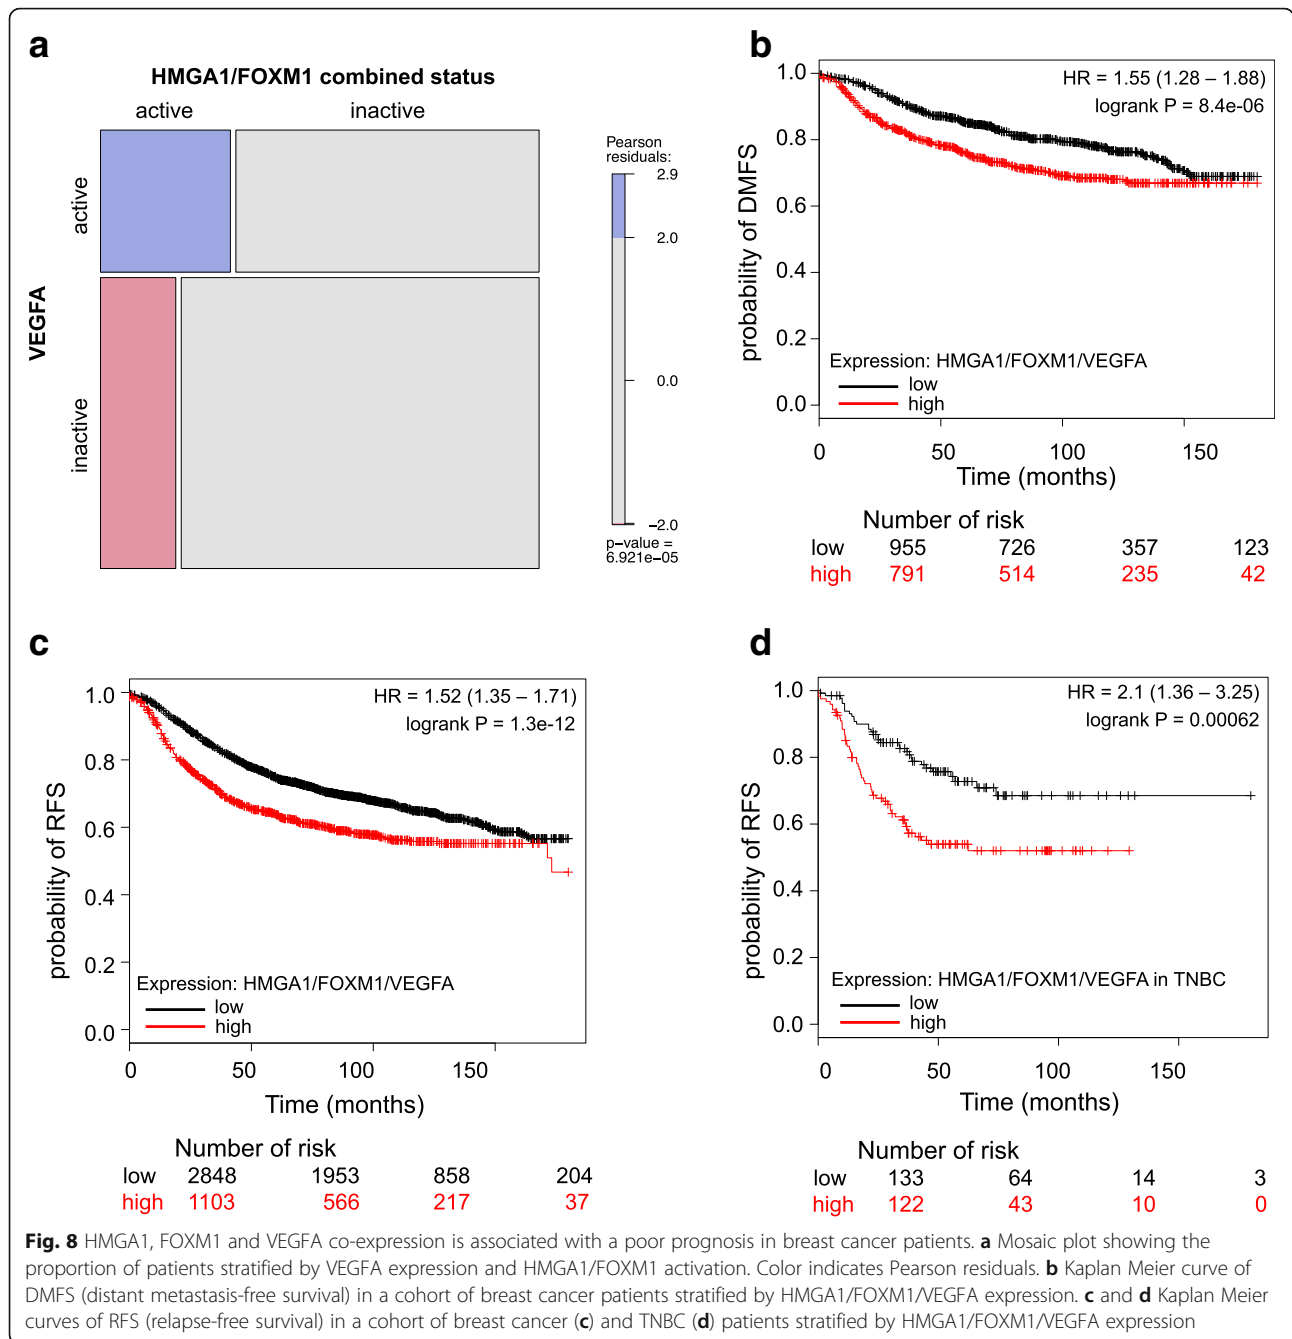 a
HMGA1/FOXM1 combined status
active inactive
VEGFA
active
inactive
Pearson
residuals:
2.9
2.0
0.0
−2.0
p−value =
6.921e−05
b
HR = 1.55 (1.28 – 1.88)
logrank P = 8.4e-06
probability of DMFS
1.0
0.8
0.6
0.4
0.2
0.0
Expression: HMGA1/FOXM1/VEGFA
low
high
0 50 100 150
Time (months)
Number of risk
low 955 726 357 123
high 791 514 235 42
c
HR = 1.52 (1.35 – 1.71)
logrank P = 1.3e-12
probability of RFS
1.0
0.8
0.6
0.4
0.2
0.0
Expression: HMGA1/FOXM1/VEGFA
low
high
0 50 100 150
Time (months)
Number of risk
low 2848 1953 858 204
high 1103 566 217 37
d
HR = 2.1 (1.36 – 3.25)
logrank P = 0.00062
probability of RFS
1.0
0.8
0.6
0.4
0.2
0.0
Expression: HMGA1/FOXM1/VEGFA in TNBC
low
high
0 50 100 150
Time (months)
Number of risk
low 133 64 14 3
high 122 43 10 0
Fig. 8 HMGA1, FOXM1 and VEGFA co-expression is associated with a poor prognosis in breast cancer patients. a Mosaic plot showing the
proportion of patients stratified by VEGFA expression and HMGA1/FOXM1 activation. Color indicates Pearson residuals. b Kaplan Meier curve of
DMFS (distant metastasis-free survival) in a cohort of breast cancer patients stratified by HMGA1/FOXM1/VEGFA expression. c and d Kaplan Meier
curves of RFS (relapse-free survival) in a cohort of breast cancer (c) and TNBC (d) patients stratified by HMGA1/FOXM1/VEGFA expression